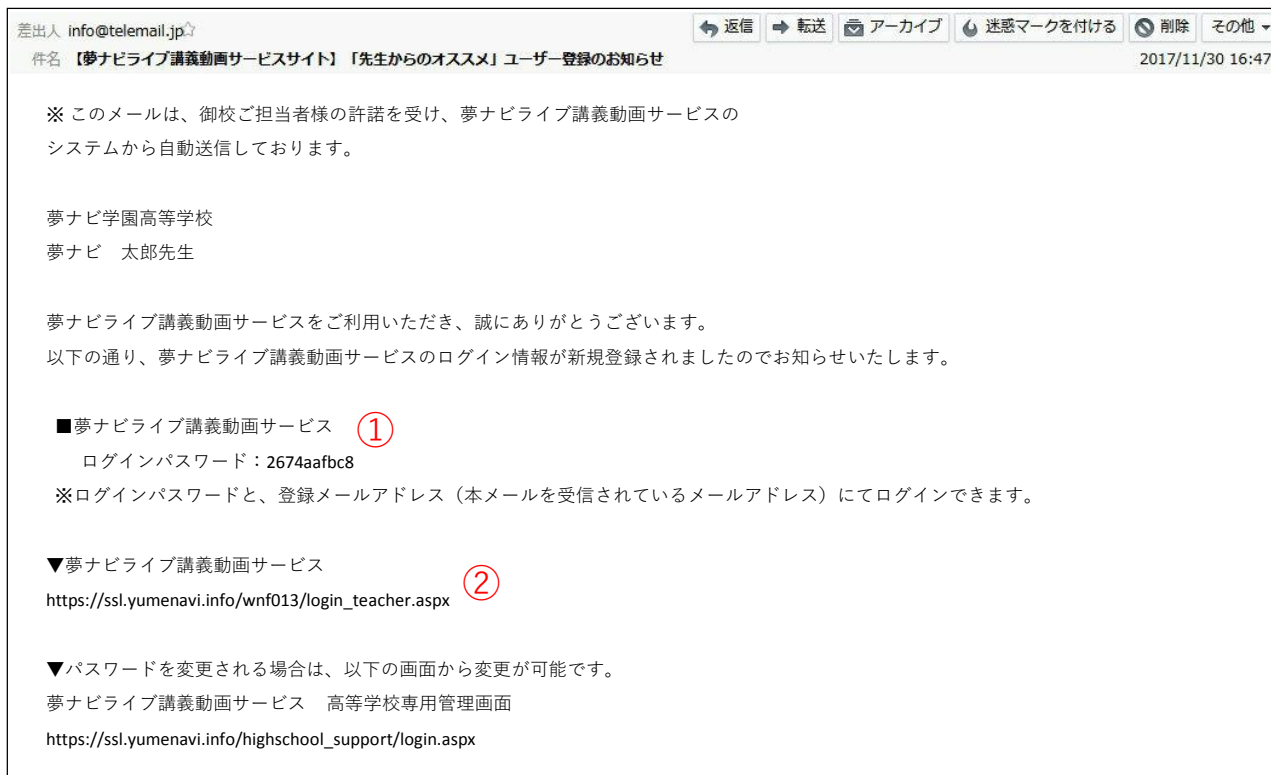 差出人 info@telemail.jp☆ 返信 転送 アーカイブ 迷惑マークを付ける 削除 その他
件名 【夢ナビライブ講義動画サービスサイト】「先生からのオススメ」ユーザー登録のお知らせ 2017/11/30 16:47
※ このメールは、御校ご担当者様の許諾を受け、夢ナビライブ講義動画サービスの
システムから自動送信しております。
夢ナビ学園高等学校
夢ナビ　太郎先生
夢ナビライブ講義動画サービスをご利用いただき、誠にありがとうございます。
以下の通り、夢ナビライブ講義動画サービスのログイン情報が新規登録されましたのでお知らせいたします。
■夢ナビライブ講義動画サービス ①
ログインパスワード：2674aafbc8
※ログインパスワードと、登録メールアドレス（本メールを受信されているメールアドレス）にてログインできます。
▼夢ナビライブ講義動画サービス
②
https://ssl.yumenavi.info/wnf013/login_teacher.aspx
▼パスワードを変更される場合は、以下の画面から変更が可能です。
夢ナビライブ講義動画サービス　高等学校専用管理画面
https://ssl.yumenavi.info/highschool_support/login.aspx